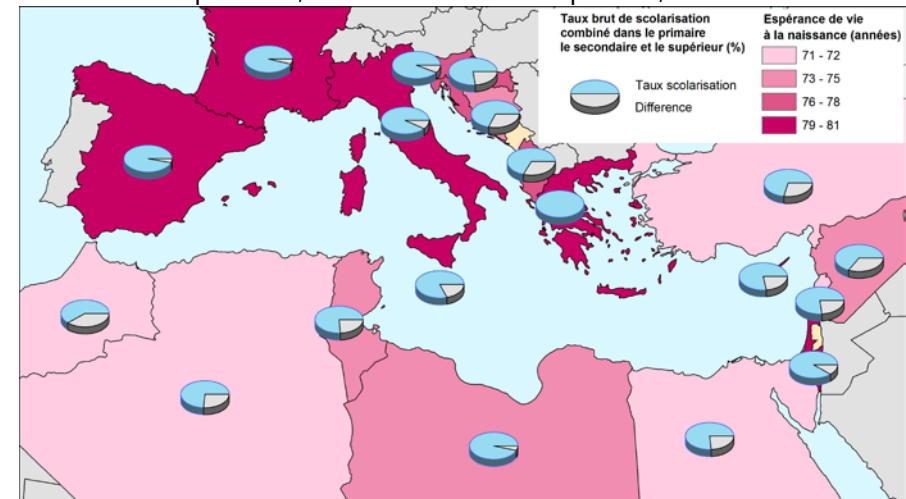 Taux brut de scolarisation
combiné dans le primaire
le secondaire et le supérieur (%)
Taux scolarisation
Difference
Espérance de vie
à la naissance (années)
71 - 72
73 - 75
76 - 78
79 - 81